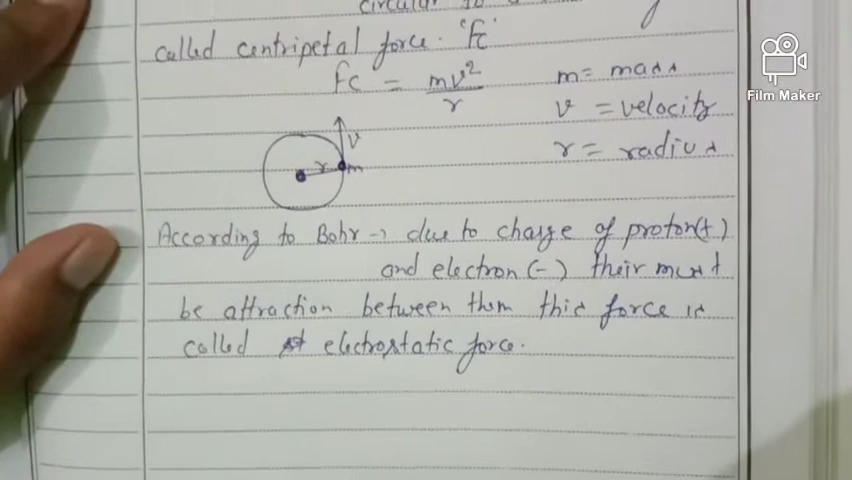 circular
called centripetal force. 'Fc'
Fc = mv²/r
m = mass
v = velocity
r = radius
v
r
m
According to Bohr → due to charge of proton(+)
and electron (-) their must
be attraction between them this force is
called electrostatic force.
Film Maker